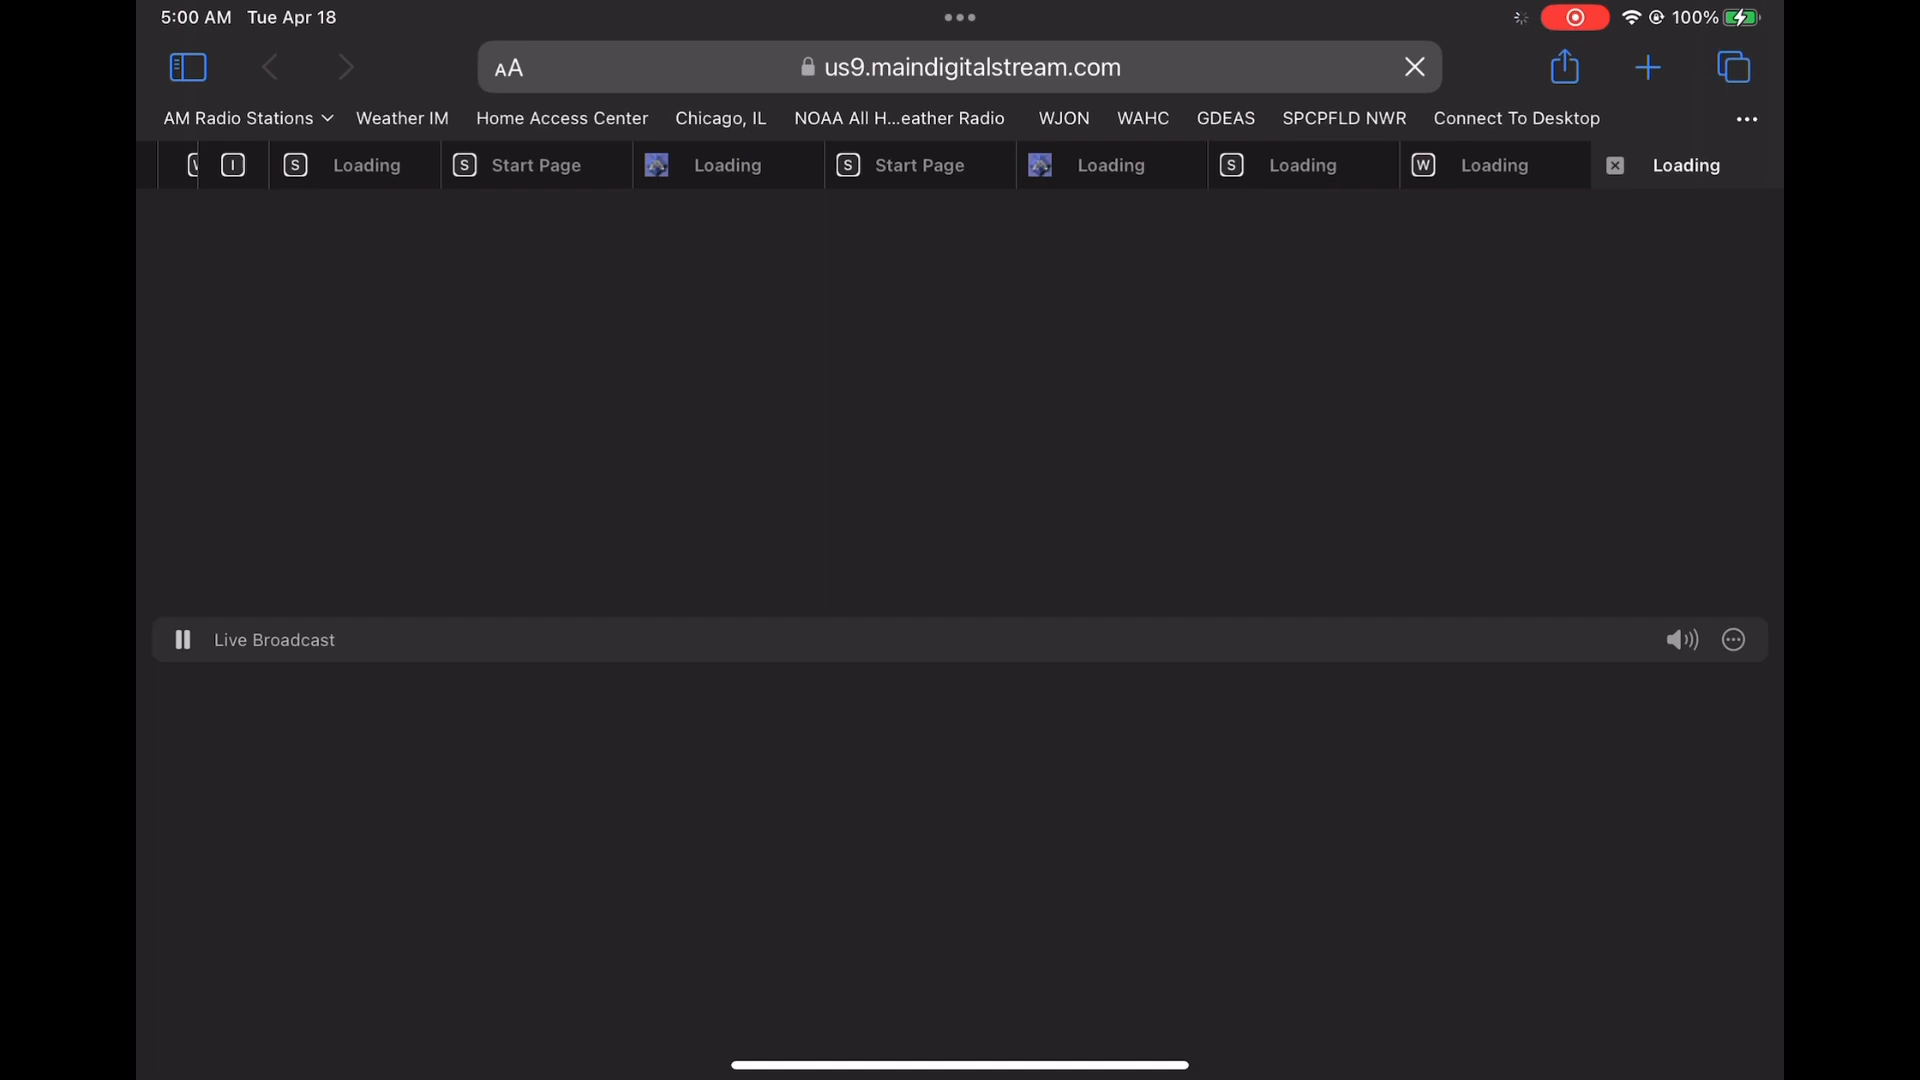 5:00 AM Tue Apr 18 100%
AA us9.maindigitalstream.com
AM Radio Stations Weather IM Home Access Center Chicago, IL NOAA All H...eather Radio WJON WAHC GDEAS SPCPFLD NWR Connect To Desktop
I S Loading S Start Page Loading S Start Page Loading S Loading W Loading Loading
Live Broadcast